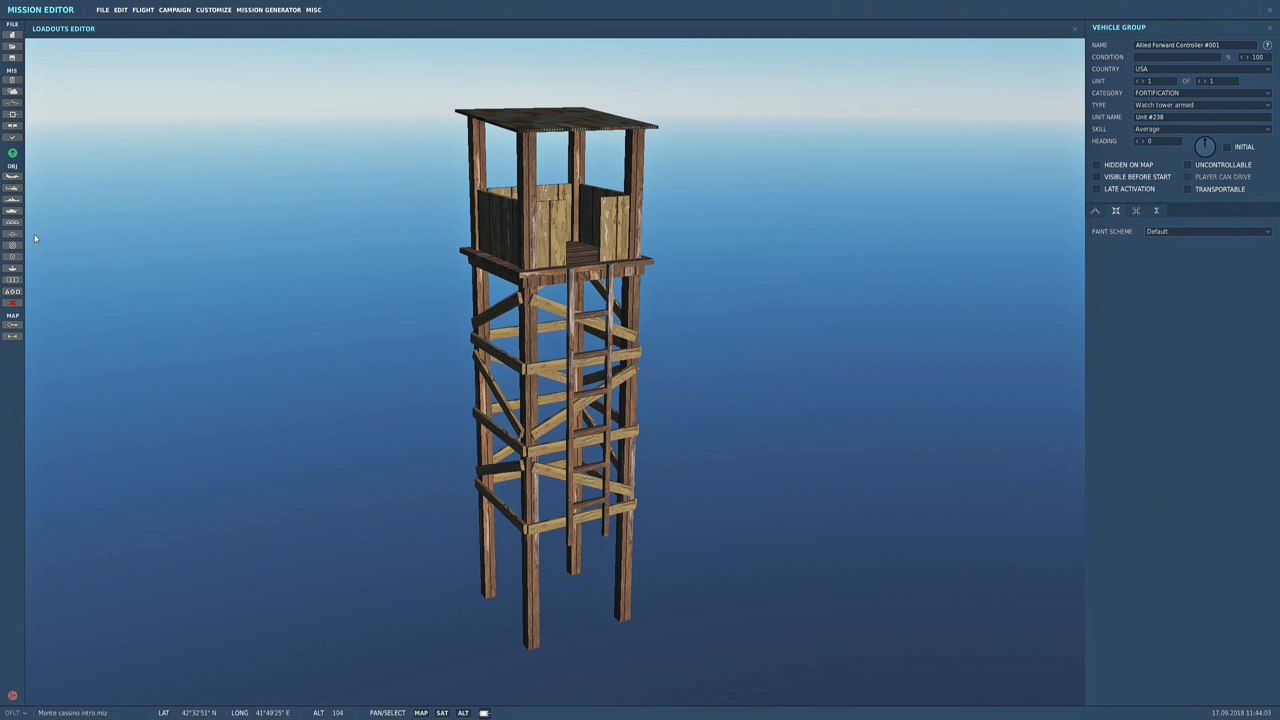 MISSION EDITOR FILE EDIT FLIGHT CAMPAIGN CUSTOMIZE MISSION GENERATOR MISC
FILE
LOADOUTS EDITOR
VEHICLE GROUP
NAME Allied Forward Controller #001 ?
CONDITION % < > 100
COUNTRY USA
UNIT < > 1 OF < > 1
CATEGORY FORTIFICATION
TYPE Watch tower armed
UNIT NAME Unit #238
SKILL Average
HEADING < > 0 INITIAL
HIDDEN ON MAP UNCONTROLLABLE
VISIBLE BEFORE START PLAYER CAN DRIVE
LATE ACTIVATION TRANSPORTABLE
PAINT SCHEME Default
MIS
OBJ
MAP
DFLT Monte cassino intro.miz LAT 42°32'51" N LONG 41°49'25" E ALT 104 PAN/SELECT MAP SAT ALT 17.09.2018 11:44:03